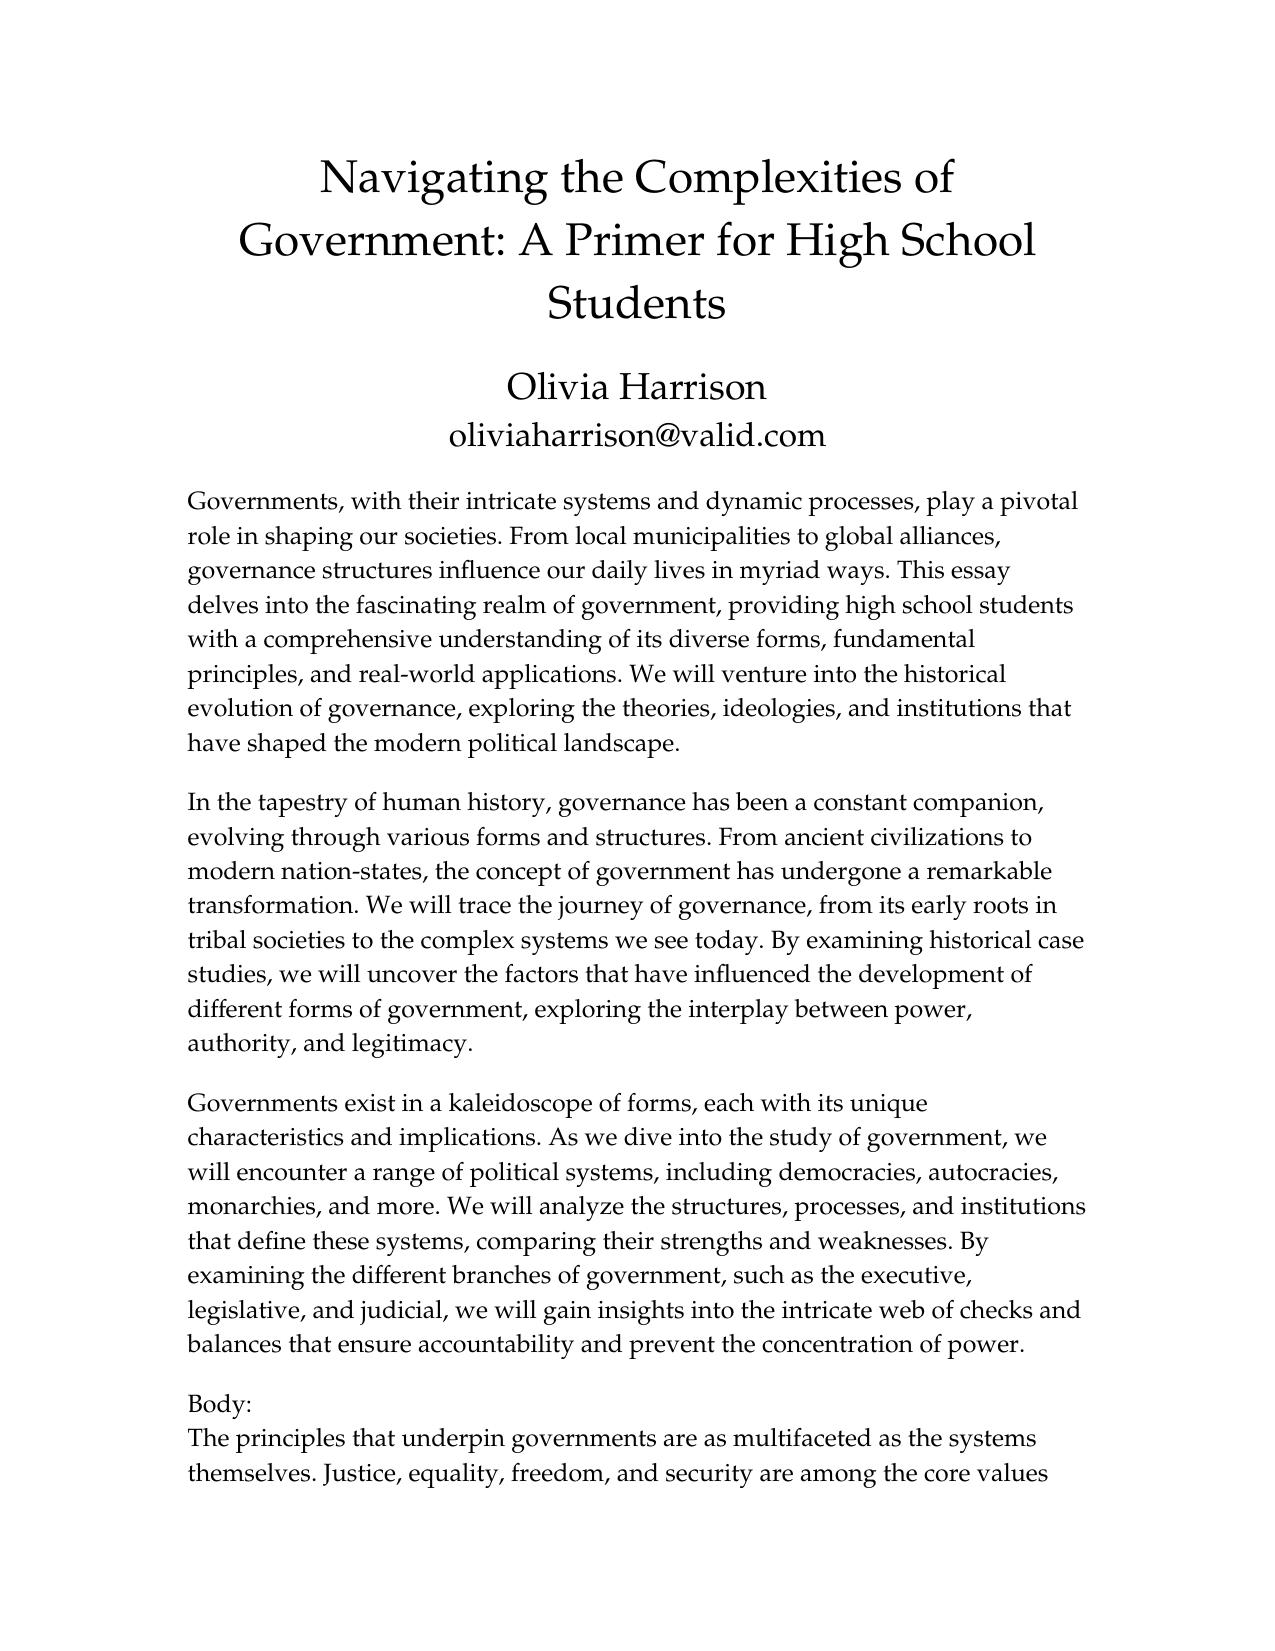 Navigating the Complexities of
Government: A Primer for High School
Students
Olivia Harrison
oliviaharrison@valid.com
Governments, with their intricate systems and dynamic processes, play a pivotal
role in shaping our societies. From local municipalities to global alliances,
governance structures influence our daily lives in myriad ways. This essay
delves into the fascinating realm of government, providing high school students
with a comprehensive understanding of its diverse forms, fundamental
principles, and real-world applications. We will venture into the historical
evolution of governance, exploring the theories, ideologies, and institutions that
have shaped the modern political landscape.
In the tapestry of human history, governance has been a constant companion,
evolving through various forms and structures. From ancient civilizations to
modern nation-states, the concept of government has undergone a remarkable
transformation. We will trace the journey of governance, from its early roots in
tribal societies to the complex systems we see today. By examining historical case
studies, we will uncover the factors that have influenced the development of
different forms of government, exploring the interplay between power,
authority, and legitimacy.
Governments exist in a kaleidoscope of forms, each with its unique
characteristics and implications. As we dive into the study of government, we
will encounter a range of political systems, including democracies, autocracies,
monarchies, and more. We will analyze the structures, processes, and institutions
that define these systems, comparing their strengths and weaknesses. By
examining the different branches of government, such as the executive,
legislative, and judicial, we will gain insights into the intricate web of checks and
balances that ensure accountability and prevent the concentration of power.
Body:
The principles that underpin governments are as multifaceted as the systems
themselves. Justice, equality, freedom, and security are among the core values